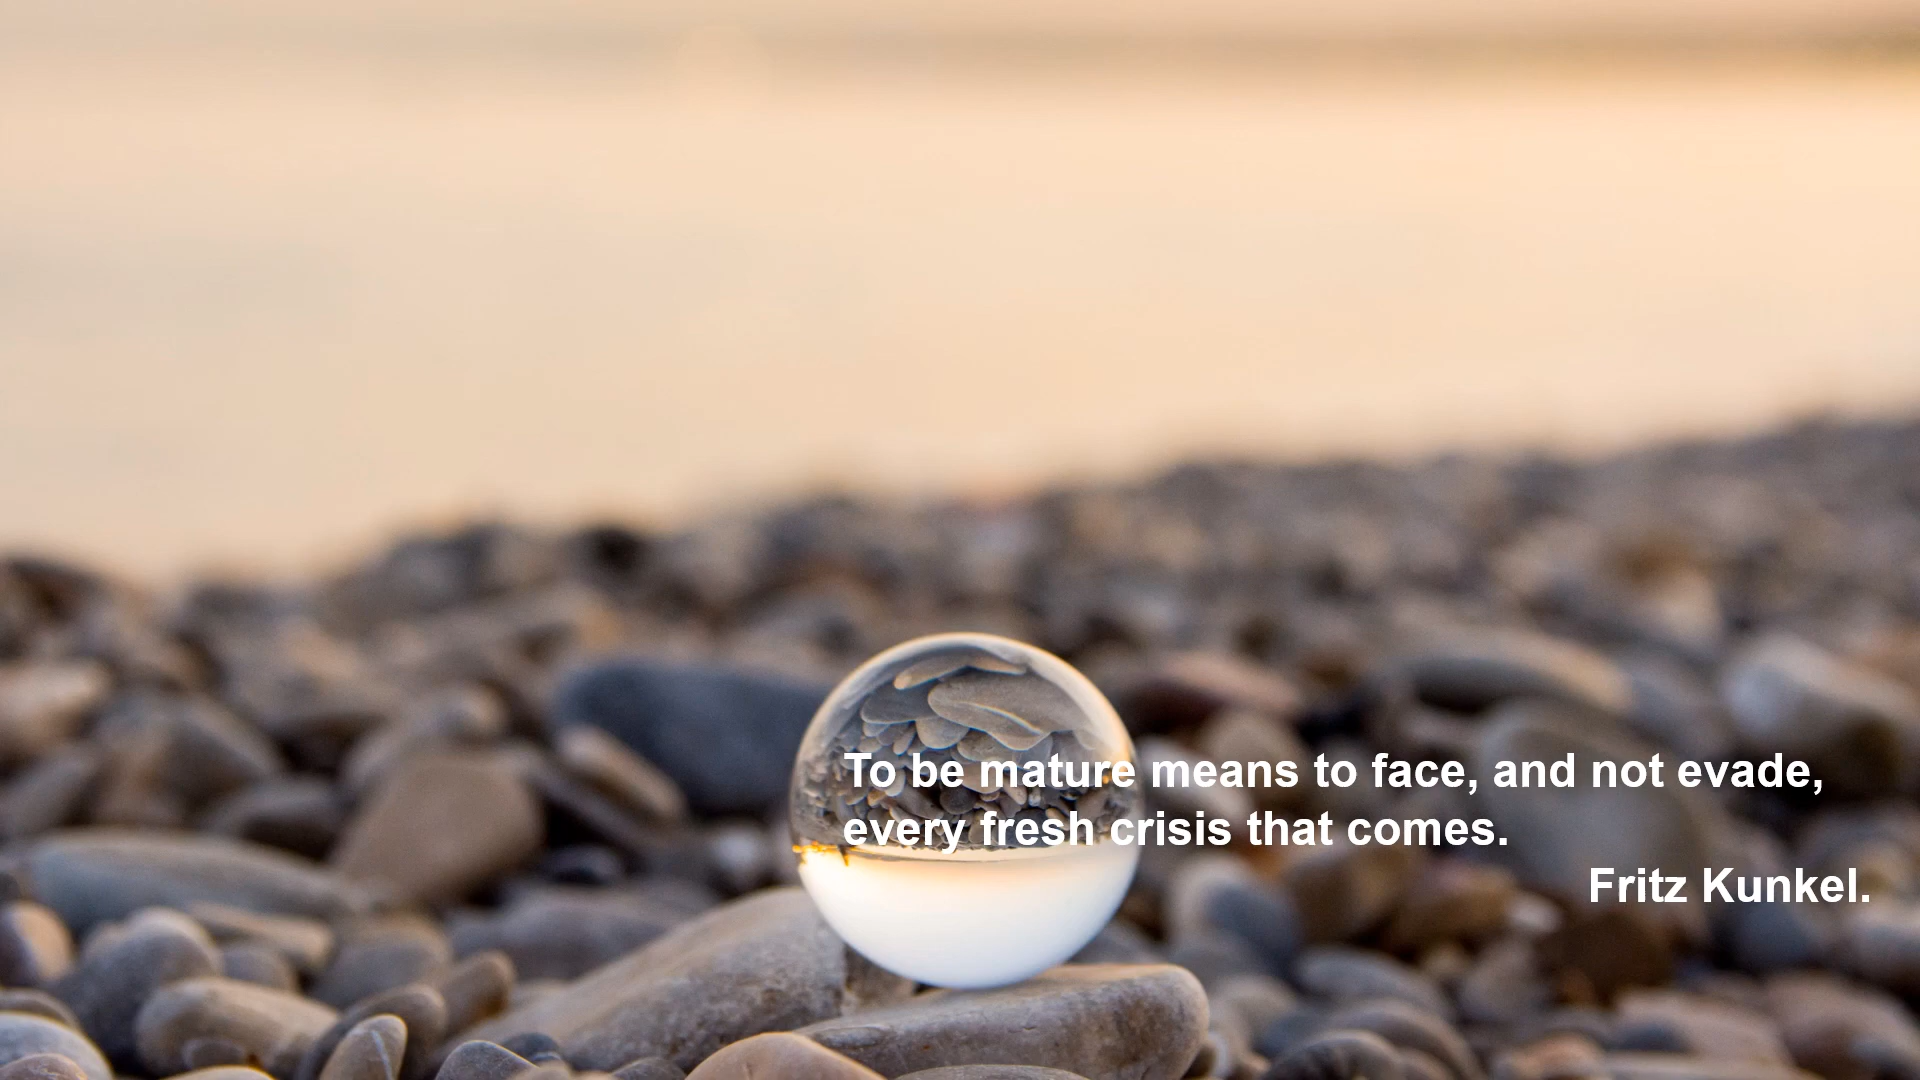 To be mature means to face, and not evade,
every fresh crisis that comes.
Fritz Kunkel.